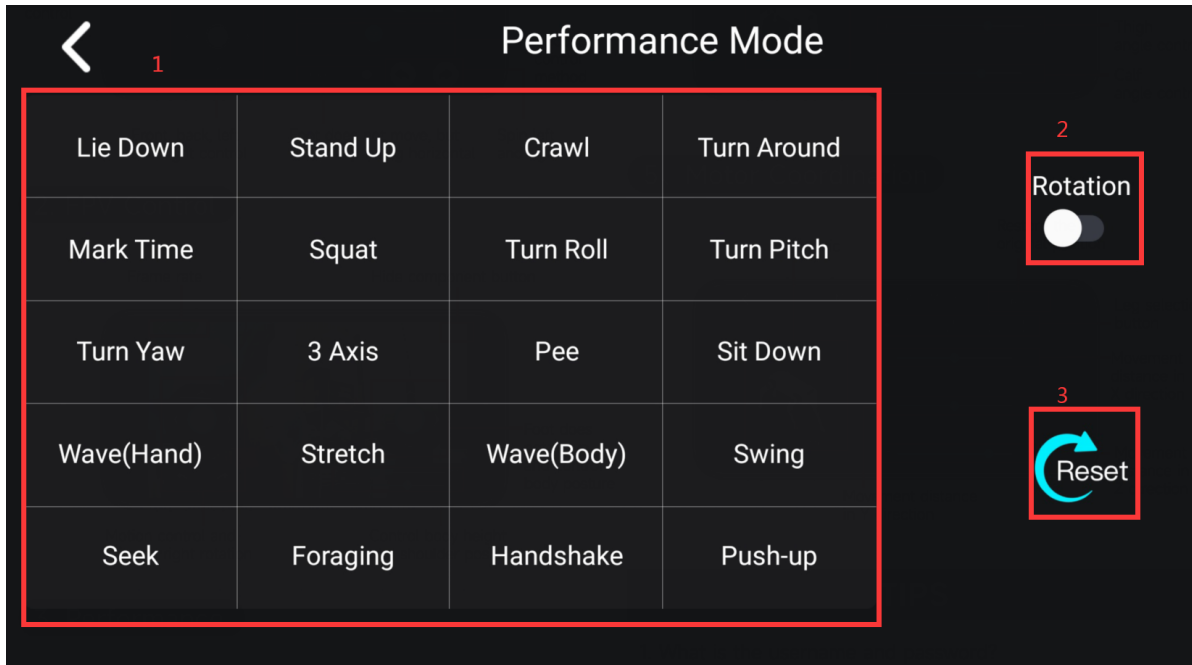 Performance Mode
1
Lie Down Stand Up Crawl Turn Around
2
Rotation
Mark Time Squat Turn Roll Turn Pitch
Turn Yaw 3 Axis Pee Sit Down
3
Wave(Hand) Stretch Wave(Body) Swing
Reset
Seek Foraging Handshake Push-up